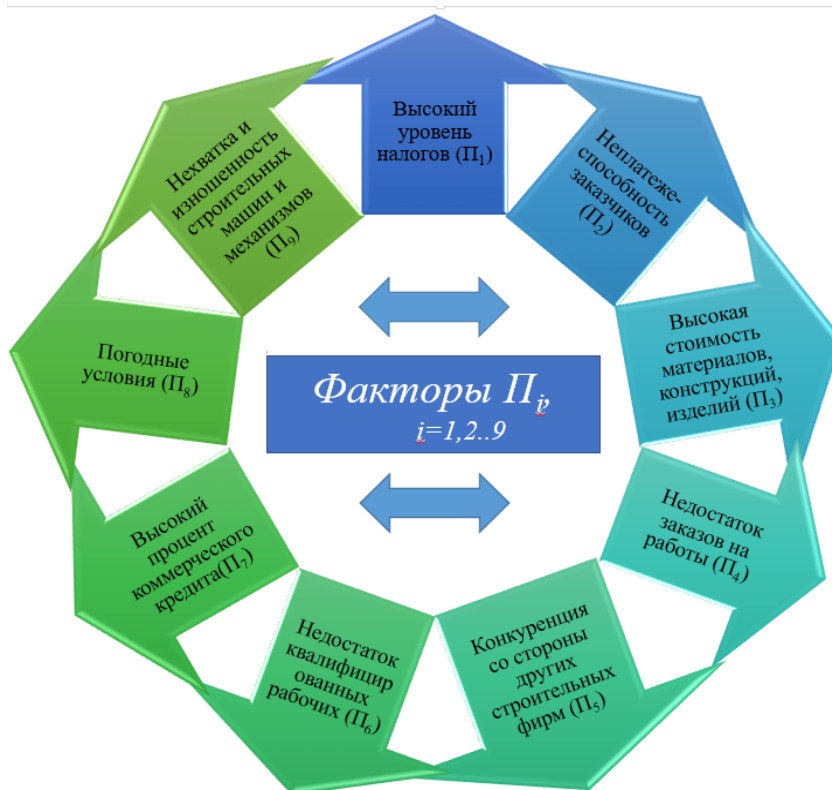 Высокий
уровень
налогов (П₁)
Неплатеже-
способность
заказчиков
(П₂)
Высокая
стоимость
материалов,
конструкций,
изделий (П₃)
Недостаток
заказов на
работы (П₄)
Конкуренция
со стороны
других
строительных
фирм (П₅)
Недостаток
квалифицир
ованных
рабочих (П₆)
Высокий
процент
коммерческого
кредита(П₇)
Погодные
условия (П₈)
Нехватка и
изношенность
строительных
машин и
механизмов
(П₉)
Факторы Пᵢ,
i=1,2..9